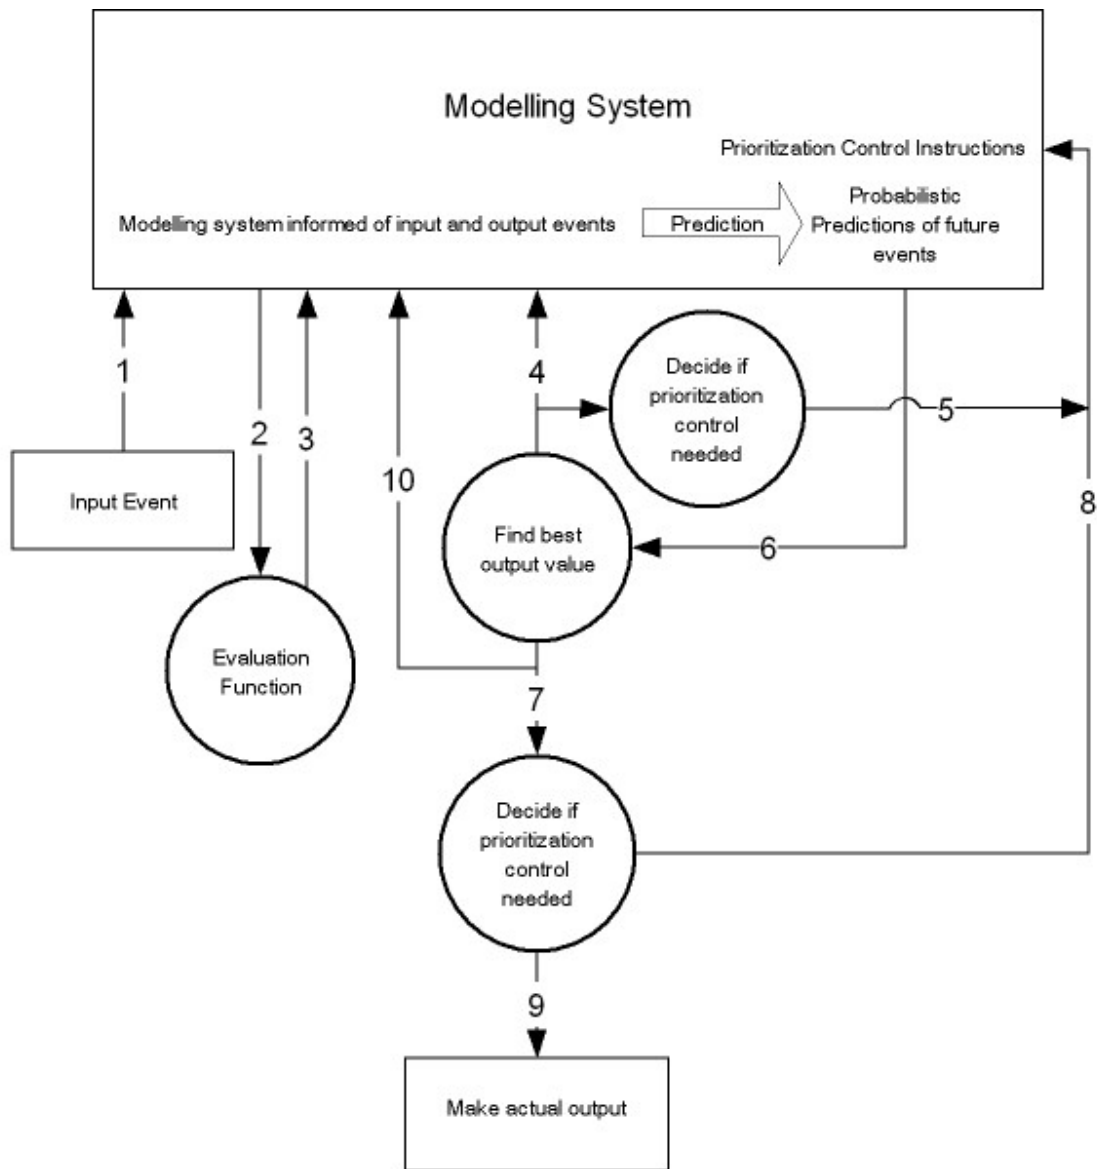 Modelling System
Prioritization Control Instructions
Modelling system informed of input and output events
Prediction
Probabilistic
Predictions of future
events
1
2
3
4
5
6
7
8
9
10
Input Event
Decide if
prioritization
control
needed
Find best
output value
Evaluation
Function
Decide if
prioritization
control
needed
Make actual output